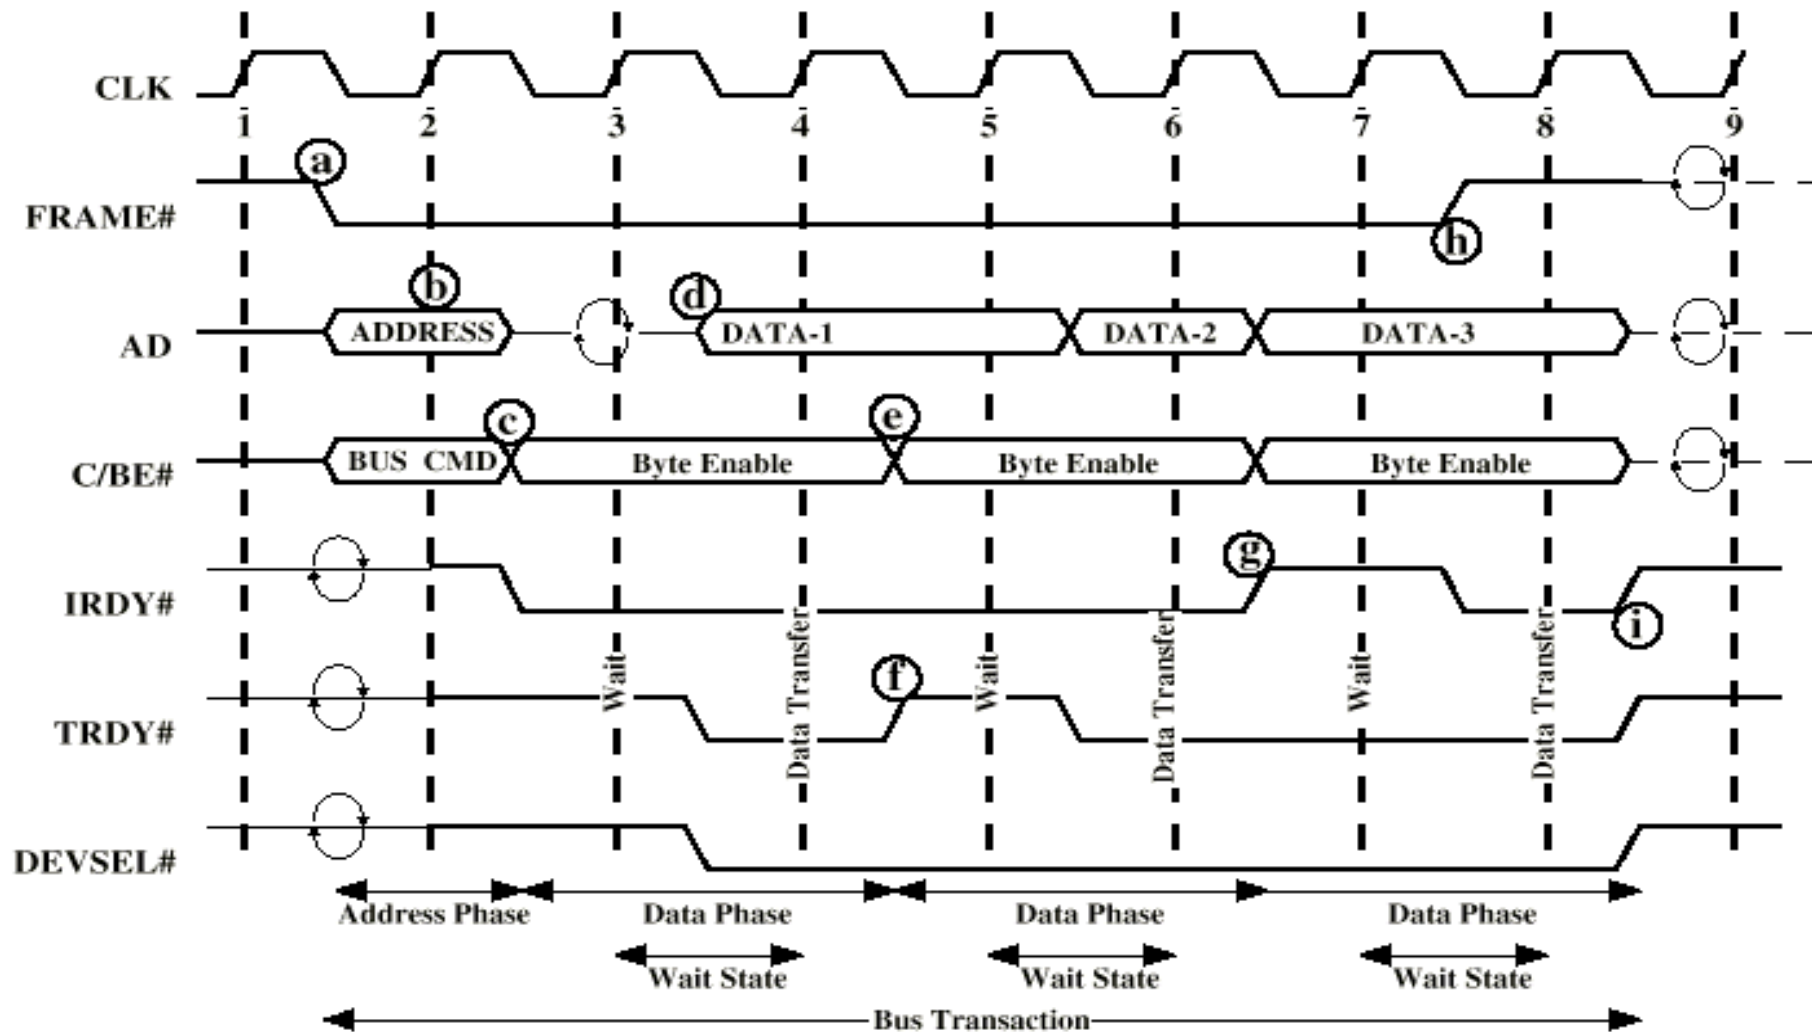 CLK
1 2 3 4 5 6 7 8 9
a
FRAME#
h
b
d
AD
ADDRESS DATA-1 DATA-2 DATA-3
c
e
C/BE#
BUS CMD Byte Enable Byte Enable Byte Enable
g
IRDY#
i
Wait
Data Transfer
f
Wait
Data Transfer
Wait
Data Transfer
TRDY#
DEVSEL#
Address Phase Data Phase Data Phase Data Phase
Wait State Wait State Wait State
Bus Transaction